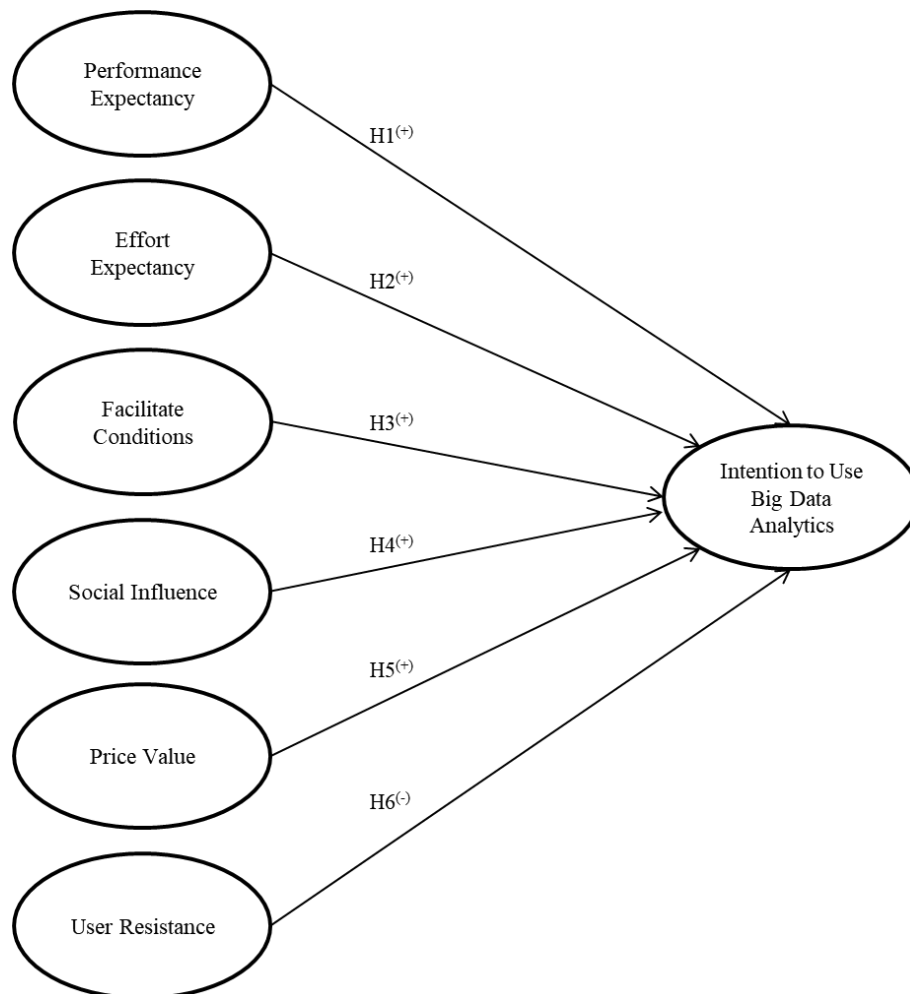 Performance
Expectancy
H1(+)
Effort
Expectancy
H2(+)
Facilitate
Conditions
H3(+)
Intention to Use
Big Data
Analytics
H4(+)
Social Influence
H5(+)
Price Value
H6(-)
User Resistance